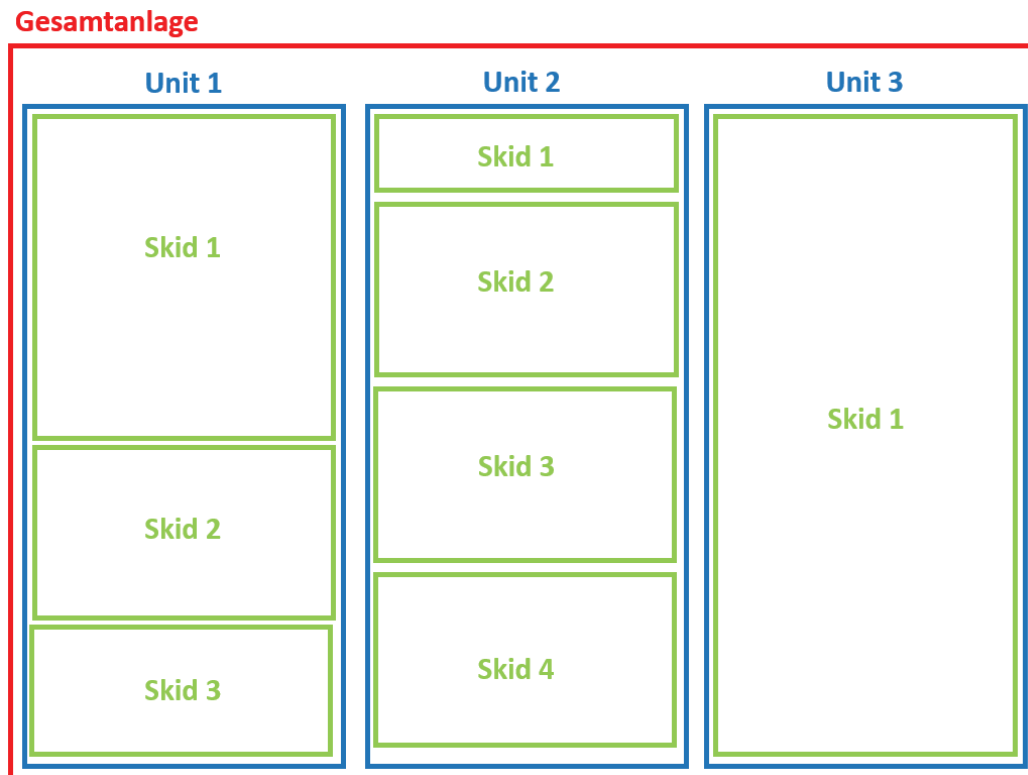 Gesamtanlage
Unit 1
Skid 1
Skid 2
Skid 3
Unit 2
Skid 1
Skid 2
Skid 3
Skid 4
Unit 3
Skid 1